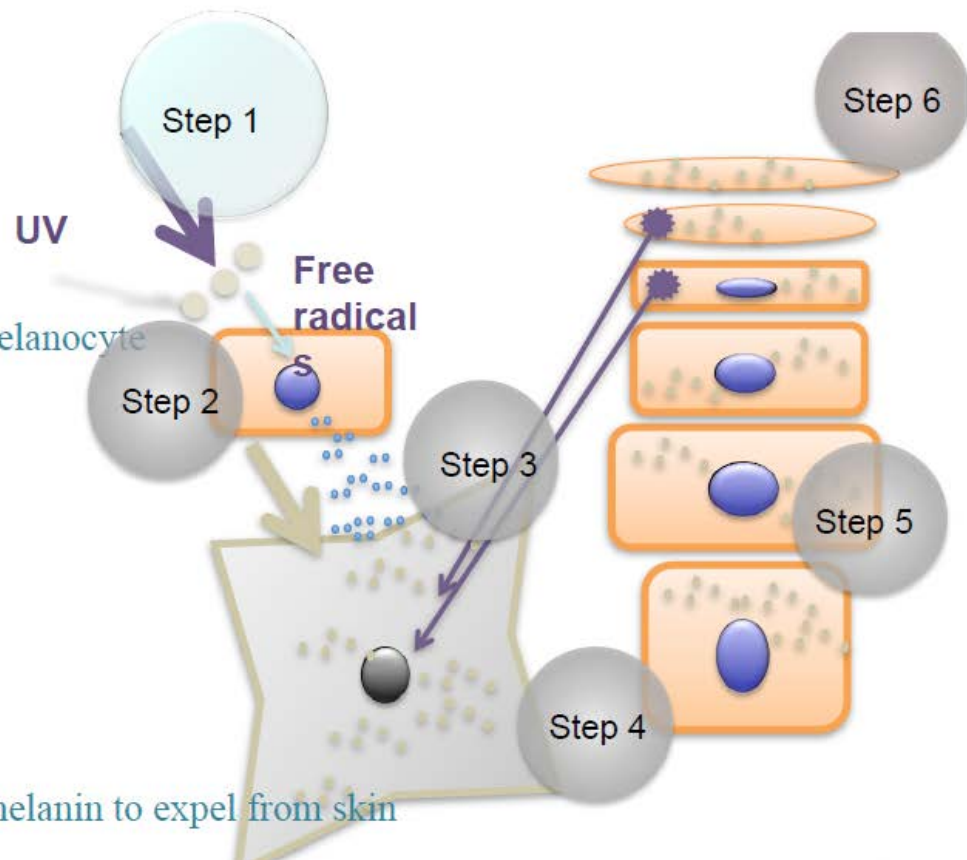 Step 1
Step 6
UV
Free
radical
s
elanocyte
Step 2
Step 3
Step 5
Step 4
nelanin to expel from skin